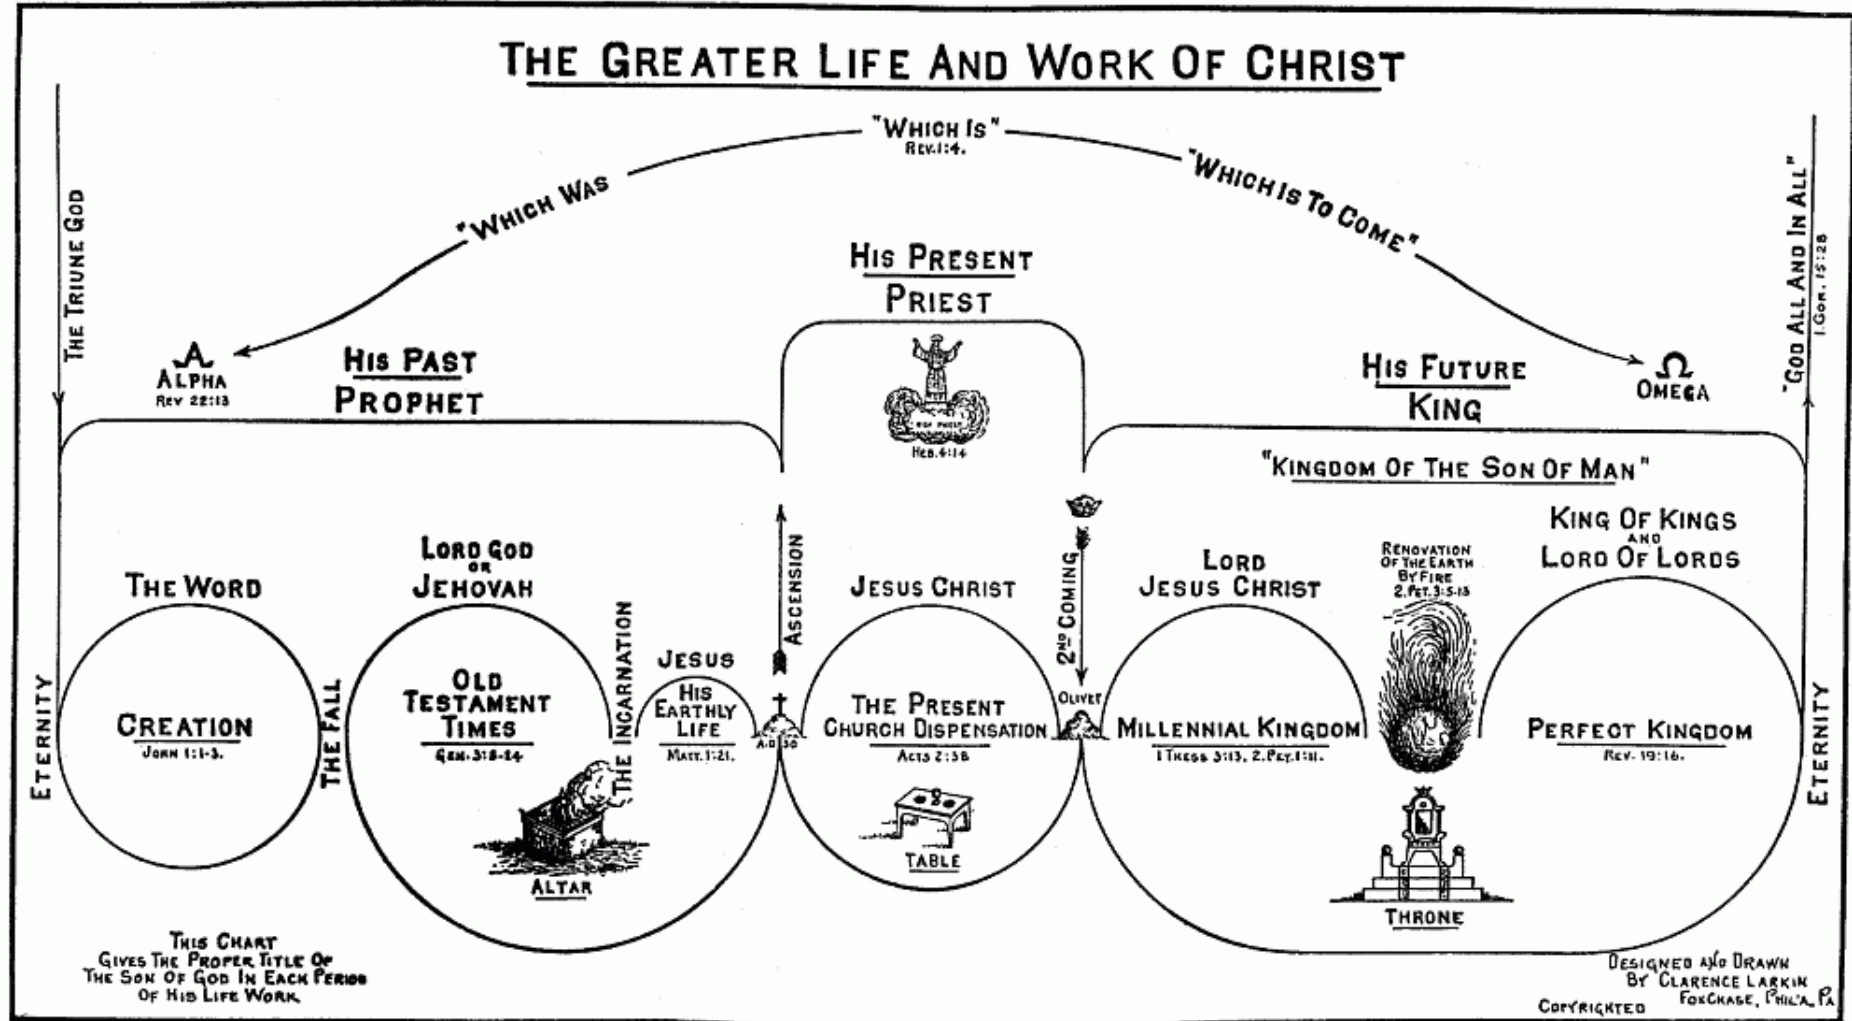 THE GREATER LIFE AND WORK OF CHRIST
"WHICH WAS
"WHICH IS"
REV. 1:4.
"WHICH IS TO COME"
THE TRIUNE GOD
"GOD ALL AND IN ALL"
1. COR. 15:28
A
ALPHA
REV 22:13
HIS PAST
PROPHET
HIS PRESENT
PRIEST
HEB. 4:14
HIS FUTURE
KING
Ω
OMEGA
"KINGDOM OF THE SON OF MAN"
ETERNITY
THE WORD
CREATION
JOHN 1:1-3.
THE FALL
LORD GOD
OR
JEHOVAH
OLD
TESTAMENT
TIMES
GEN. 3:8-24
ALTAR
THE INCARNATION
JESUS
HIS
EARTHLY
LIFE
MATT. 1:21.
ASCENSION
A.D. 30
JESUS CHRIST
THE PRESENT
CHURCH DISPENSATION
ACTS 2:38
TABLE
2ND COMING
OLIVET
LORD
JESUS CHRIST
MILLENNIAL KINGDOM
1 THESS 3:13, 2. PET. 1:11.
RENOVATION
OF THE EARTH
BY FIRE
2. PET. 3:5-13
THRONE
KING OF KINGS
AND
LORD OF LORDS
PERFECT KINGDOM
REV. 19:16.
ETERNITY
THIS CHART
GIVES THE PROPER TITLE OF
THE SON OF GOD IN EACH PERIOD
OF HIS LIFE WORK
DESIGNED AND DRAWN
BY CLARENCE LARKIN
FOXCHASE, PHIL'A, PA
COPYRIGHTED